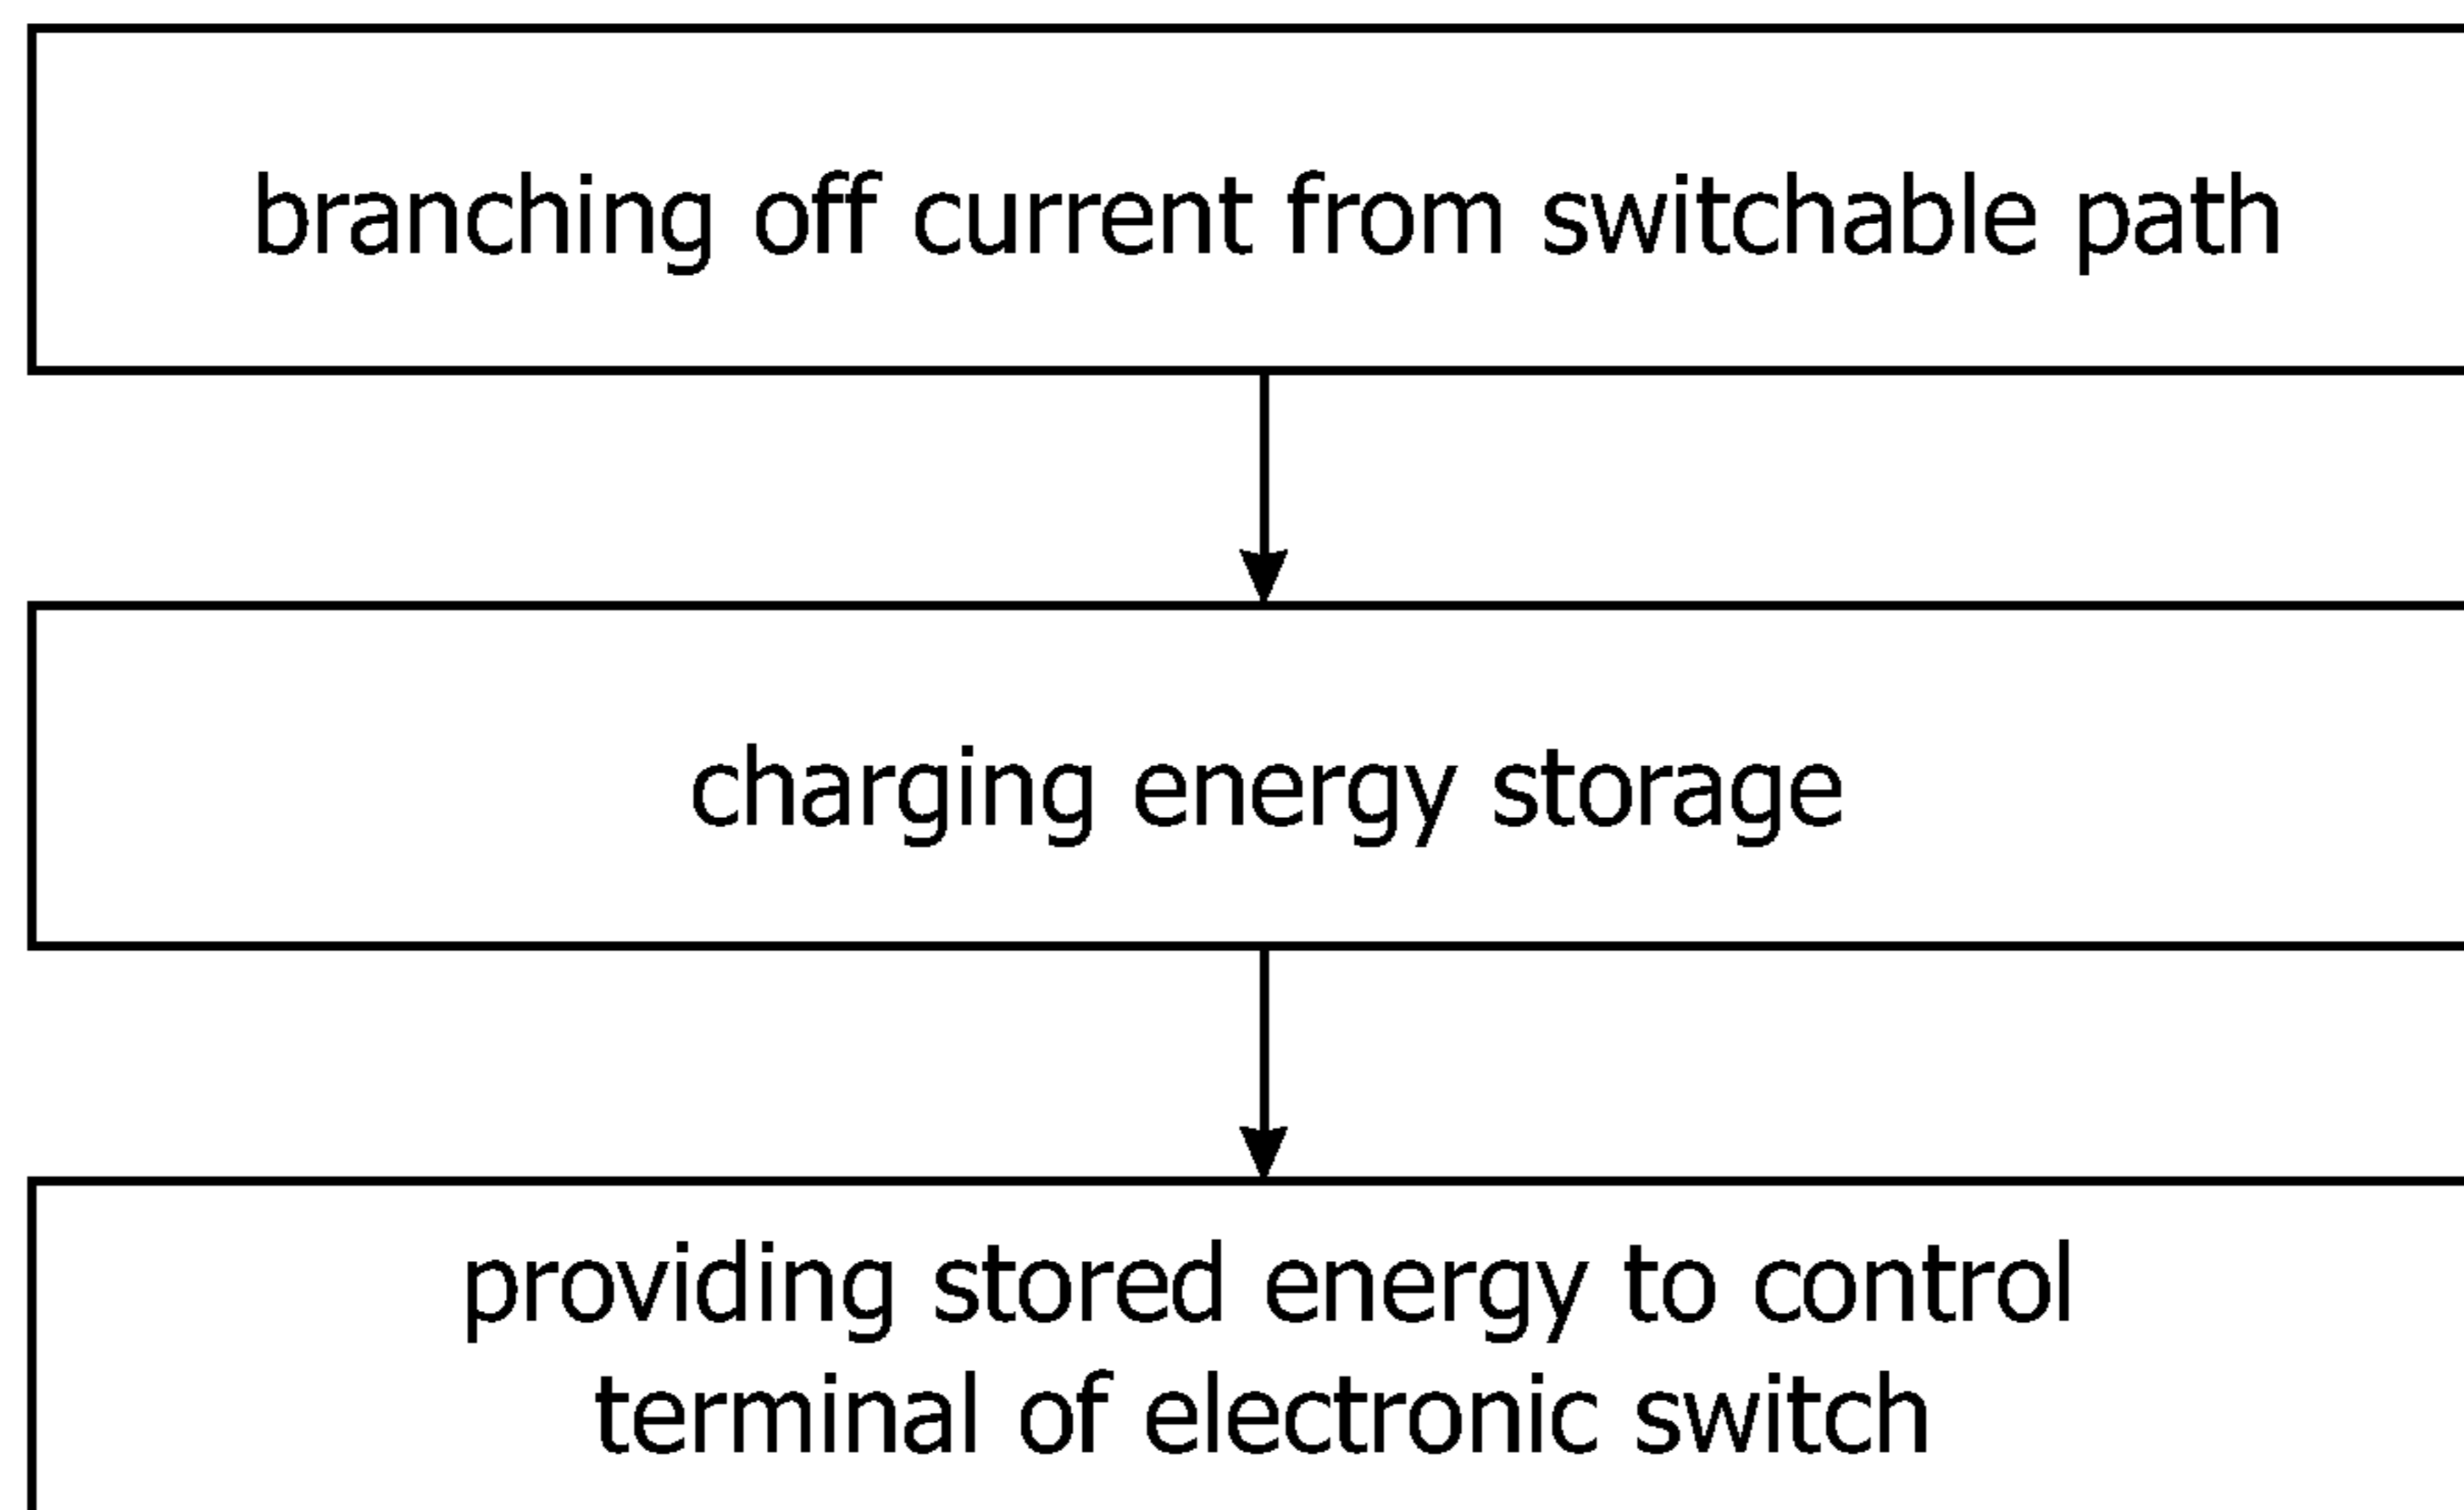 branching off current from switchable path
charging energy storage
providing stored energy to control
terminal of electronic switch